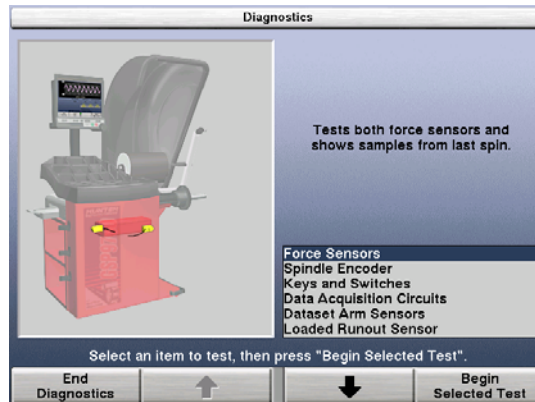 Diagnostics
Tests both force sensors and
shows samples from last spin.
Force Sensors
Spindle Encoder
Keys and Switches
Data Acquisition Circuits
Dataset Arm Sensors
Loaded Runout Sensor
Select an item to test, then press "Begin Selected Test".
End
Diagnostics
Begin
Selected Test